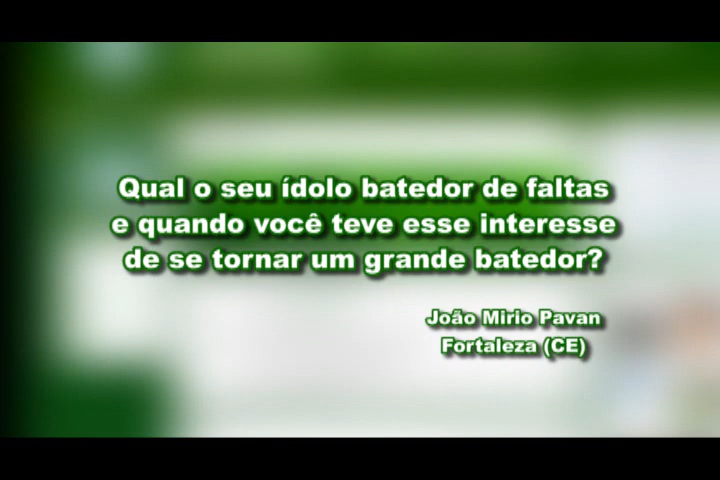 Qual o seu ídolo batedor de faltas
e quando você teve esse interesse
de se tornar um grande batedor?
João Mirio Pavan
Fortaleza (CE)